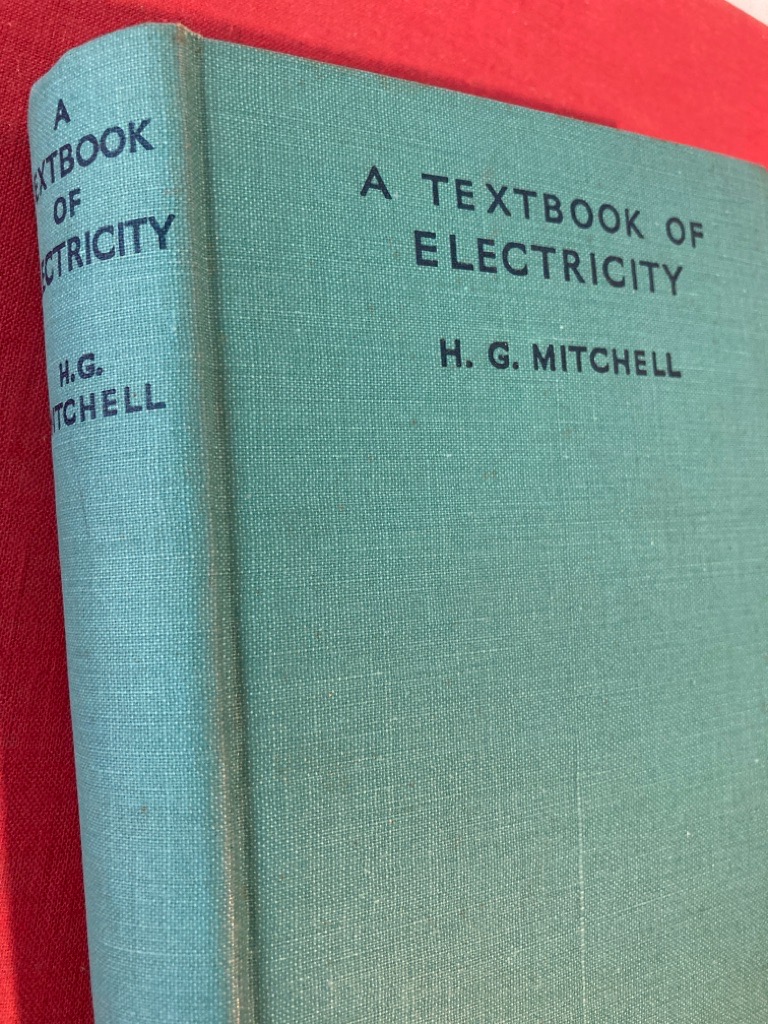 A
TEXTBOOK
OF
ELECTRICITY
H.G.
MITCHELL
A TEXTBOOK OF
ELECTRICITY
H. G. MITCHELL